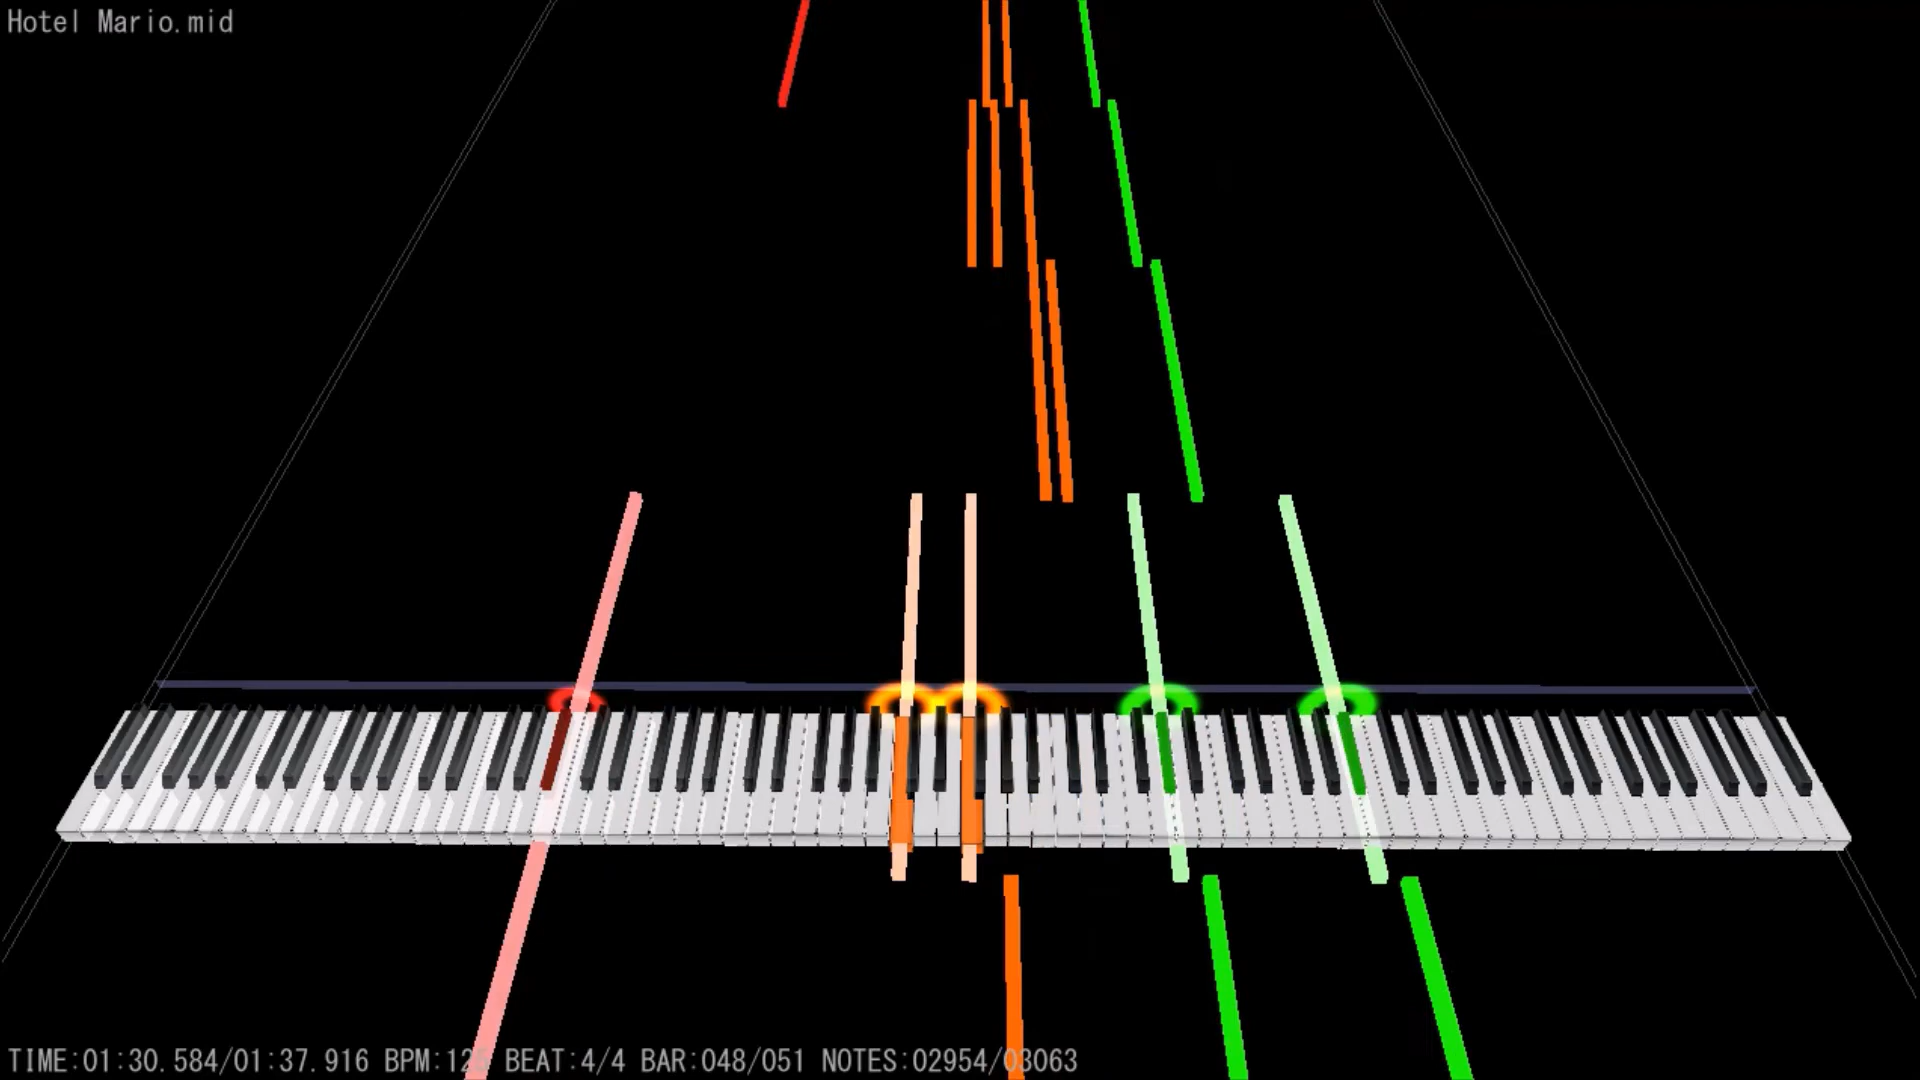 Hotel Mario.mid
TIME:01:30.584/01:37.916 BPM:125 BEAT:4/4 BAR:048/051 NOTES:02954/03063